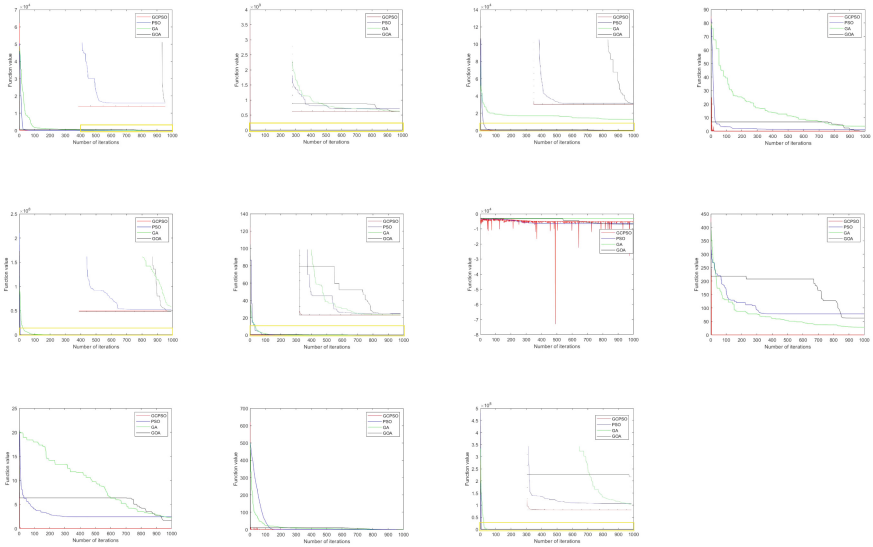 7 ×10⁴
GCPSO
PSO
GA
GOA
6
5
4
3
2
1
0
Function value
0 100 200 300 400 500 600 700 800 900 1000
Number of iterctions
GCPSO
PSO
GA
GOA
4
3.5
3
2.5
2
1.5
1
0.5
0
Function value
0 100 200 300 400 500 600 700 800 900 1000
Number of iterctions
14 ×10⁴
GCPSO
PSO
GA
GOA
12
10
8
6
4
2
0
Function value
0 100 200 300 400 500 600 700 800 900 1000
Number of iterctions
90
GCPSO
PSO
GA
GOA
80
70
60
50
40
30
20
10
0
Function value
0 100 200 300 400 500 600 700 800 900 1000
Number of iterctions
2.5
GCPSO
PSO
GA
GOA
2
1.5
1
0.5
0
Function value
0 100 200 300 400 500 600 700 800 900 1000
Number of iterctions
140
GCPSO
PSO
GA
GOA
120
100
80
60
40
20
0
Function value
0 100 200 300 400 500 600 700 800 900 1000
Number of iterctions
0 ×10⁴
-1
-2
GCPSO
PSO
GA
GOA
-3
-4
-5
-6
-7
-8
Function value
0 100 200 300 400 500 600 700 800 900 1000
Number of iterctions
450
GCPSO
PSO
GA
GOA
400
350
300
250
200
150
100
50
0
Function value
0 100 200 300 400 500 600 700 800 900 1000
Number of iterctions
25
GCPSO
PSO
GA
GOA
20
15
10
5
0
Function value
0 100 200 300 400 500 600 700 800 900 1000
Number of iterctions
700
GCPSO
PSO
GA
GOA
600
500
400
300
200
100
0
Function value
0 100 200 300 400 500 600 700 800 900 1000
Number of iterctions
5
GCPSO
PSO
GA
GOA
4.5
4
3.5
3
2.5
2
1.5
1
0.5
0
Function value
0 100 200 300 400 500 600 700 800 900 1000
Number of iterctions